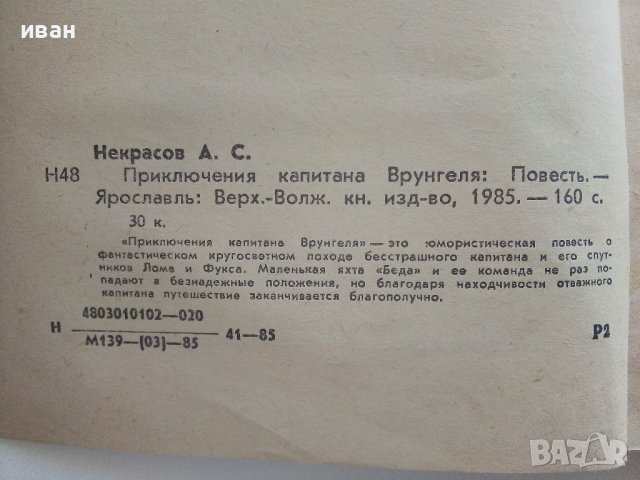 иван
Некрасов А. С.
Н48 Приключения капитана Врунгеля: Повесть.—
Ярославль: Верх.-Волж. кн. изд-во, 1985. — 160 с.
30 к.
«Приключения капитана Врунгеля» — это юмористическая повесть о
фантастическом кругосветном походе бесстрашного капитана и его спут-
ников Лома и Фукса. Маленькая яхта «Беда» и ее команда не раз по-
падают в безнадежные положения, но благодаря находчивости отважного
капитана путешествие заканчивается благополучно.
4803010102—020
Н 41—85 Р2
М139—(03)—85
BAZAR